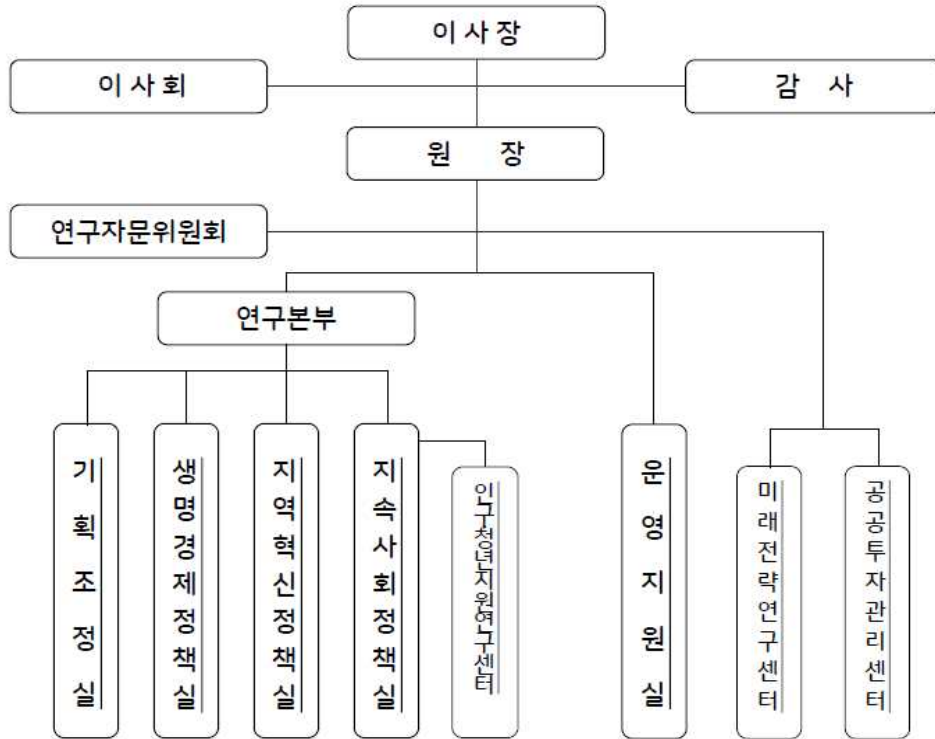 이 사 장
이 사 회
감 사
원 장
연구자문위원회
연구본부
기획조정실
생명경제정책실
지역혁신정책실
지속사회정책실
인구청년지원연구센터
운영지원실
미래전략연구센터
공공투자관리센터